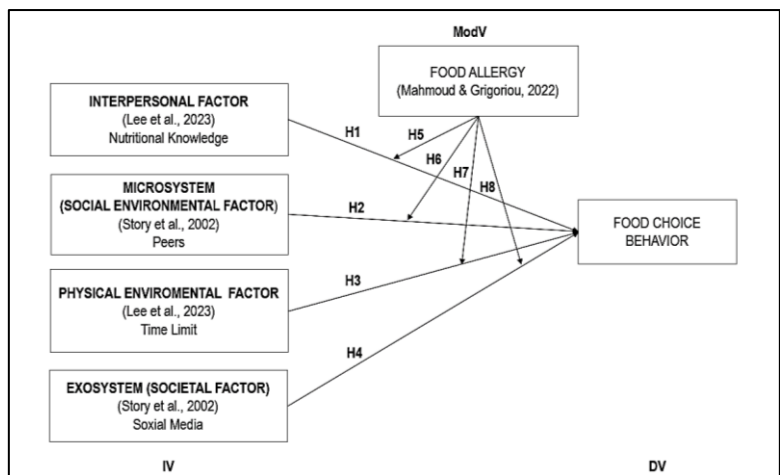 ModV
FOOD ALLERGY
(Mahmoud & Grigoriou, 2022)
INTERPERSONAL FACTOR
(Lee et al., 2023)
Nutritional Knowledge
H1
H5
H6
H7
H8
MICROSYSTEM
(SOCIAL ENVIRONMENTAL FACTOR)
(Story et al., 2002)
Peers
H2
FOOD CHOICE
BEHAVIOR
PHYSICAL ENVIROMENTAL FACTOR
(Lee et al., 2023)
Time Limit
H3
H4
EXOSYSTEM (SOCIETAL FACTOR)
(Story et al., 2002)
Soxial Media
IV
DV